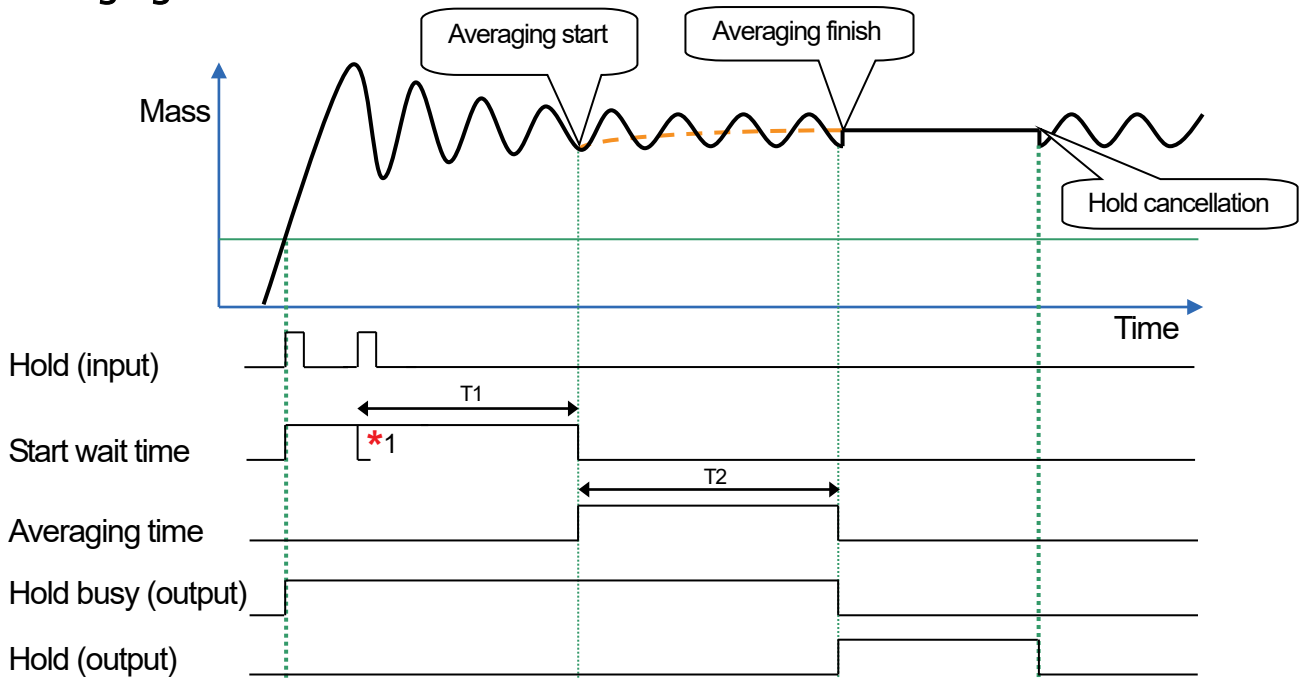 Averaging start
Averaging finish
Mass
Hold cancellation
Time
Hold (input)
T1
Start wait time
*1
T2
Averaging time
Hold busy (output)
Hold (output)